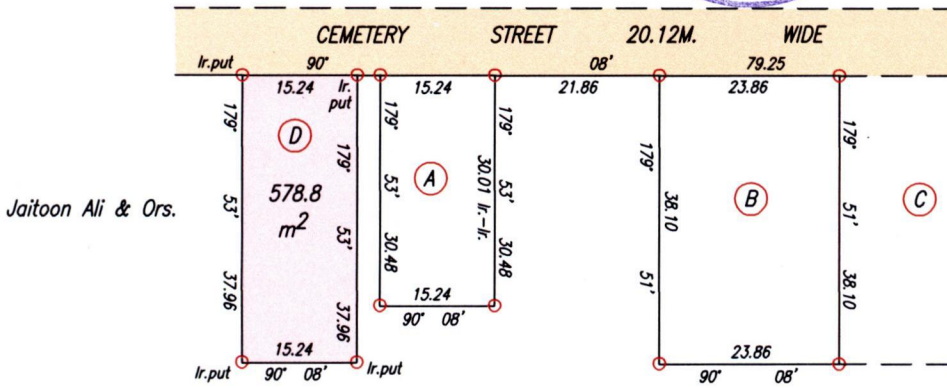 CEMETERY STREET 20.12M. WIDE
Ir.put 90° 08' 79.25
15.24 Ir. put 15.24 21.86 23.86
179° 53' 37.96
D
578.8
m2
179° 53' 37.96
179° 53' 30.48
A
30.01 Ir.-Ir.
179° 53' 30.48
179° 38.10 51'
B
179° 51' 38.10
C
Jaitoon Ali & Ors.
15.24
90° 08'
15.24
Ir.put 90° 08' Ir.put
23.86
90° 08'